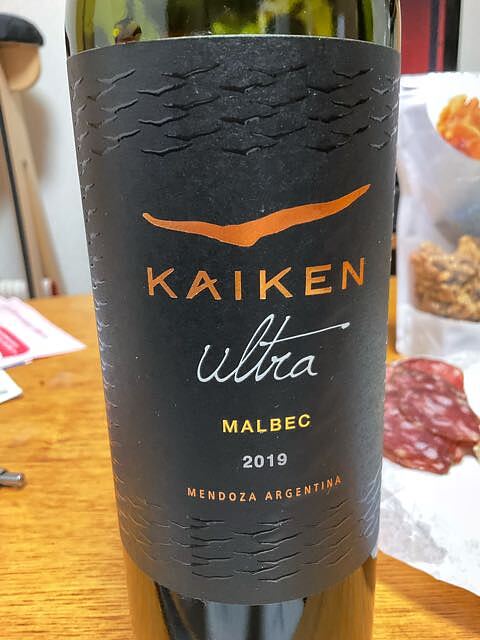 KAIKEN
ultra
MALBEC
2019
MENDOZA ARGENTINA